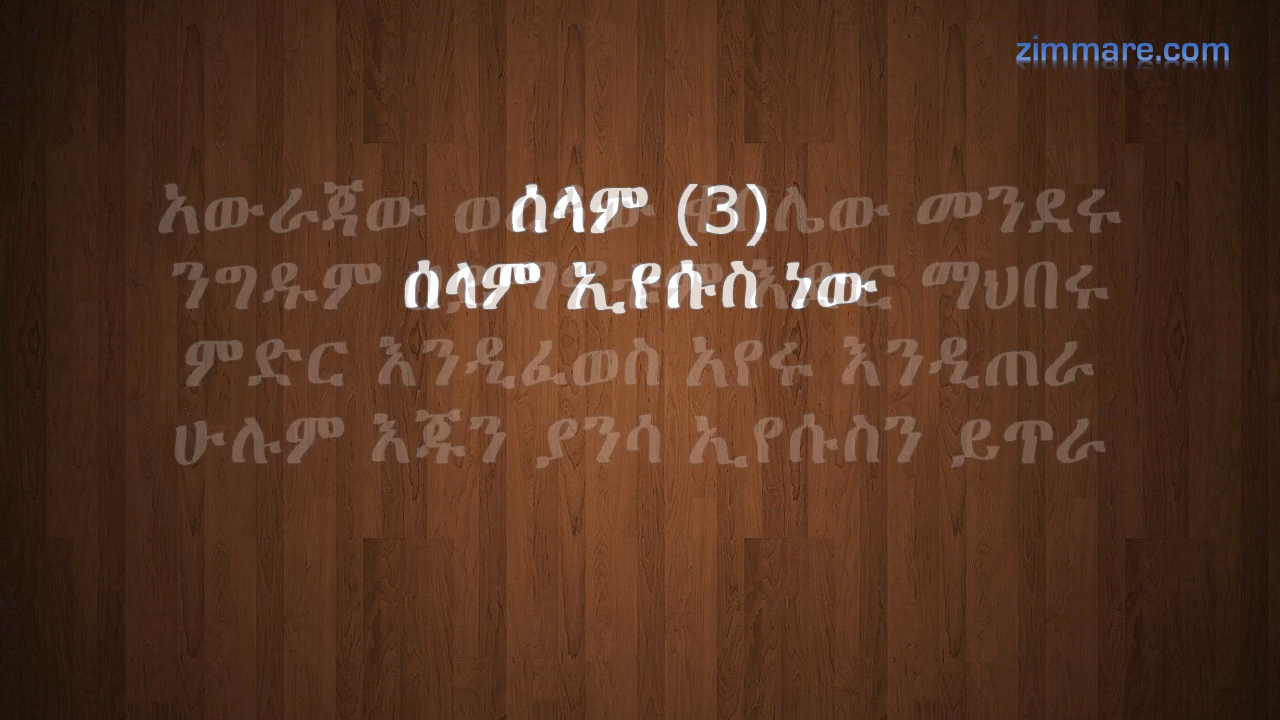 zimmare.com
ሰላም (3)
ሰላም ኢየሱስ ነው
አውራጃው መንደሩ
ንግዱም ማህበሩ
ምድር እንዲፈወስ አየሩ እንዲጠራ
ሁሉም እጁን ያንሳ ኢየሱስን ይጥራ